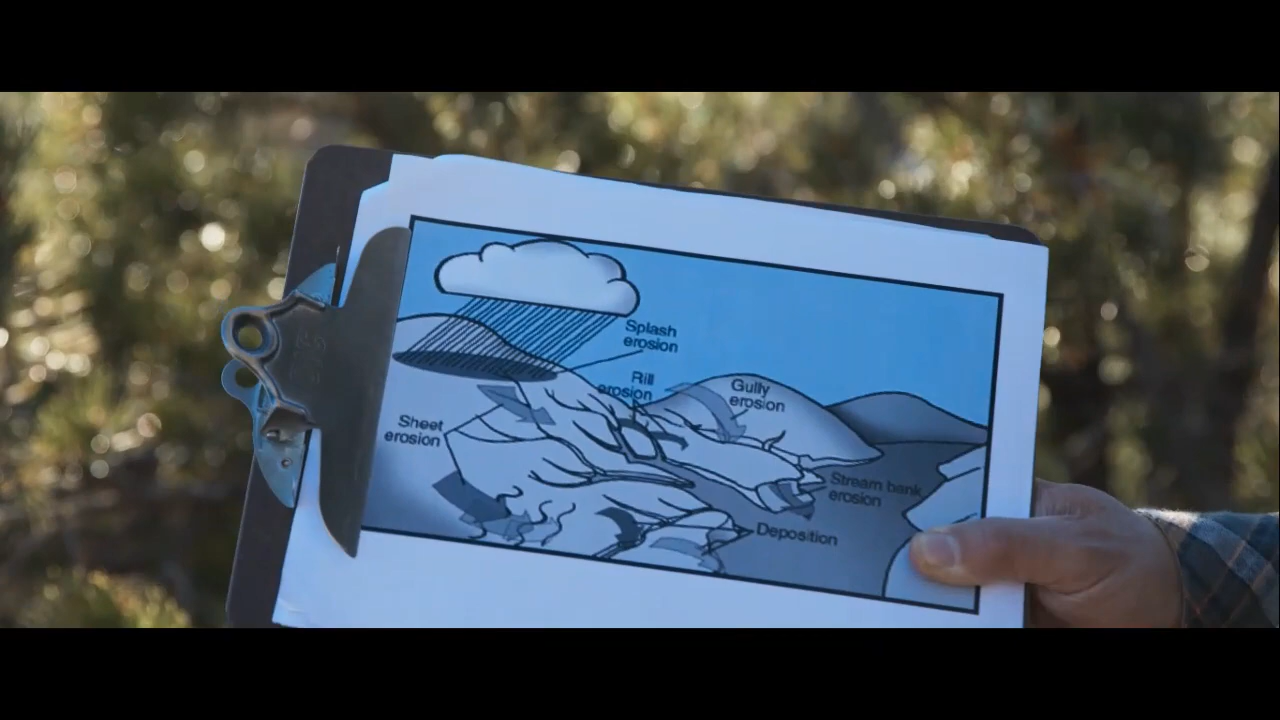 Splash
erosion
Rill
erosion
Gully
erosion
Sheet
erosion
Stream bank
erosion
Deposition